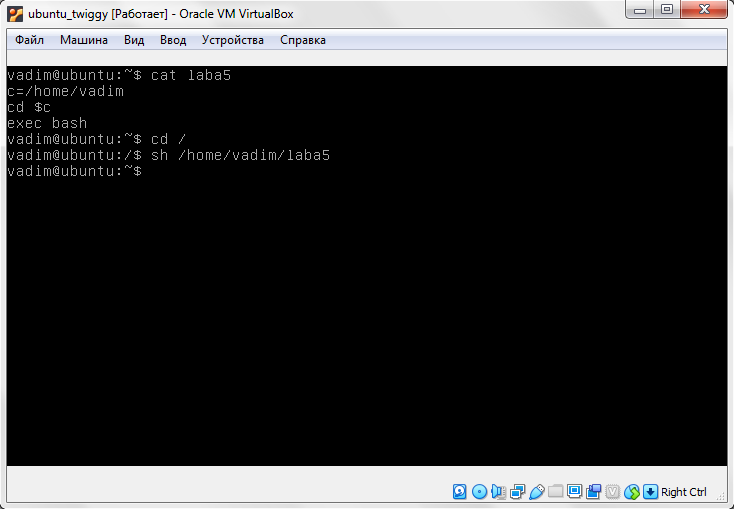 ubuntu_twiggy [Работает] - Oracle VM VirtualBox
Файл Машина Вид Ввод Устройства Справка
vadim@ubuntu:~$ cat laba5
c=/home/vadim
cd $c
exec bash
vadim@ubuntu:~$ cd /
vadim@ubuntu:/$ sh /home/vadim/laba5
vadim@ubuntu:~$
Right Ctrl